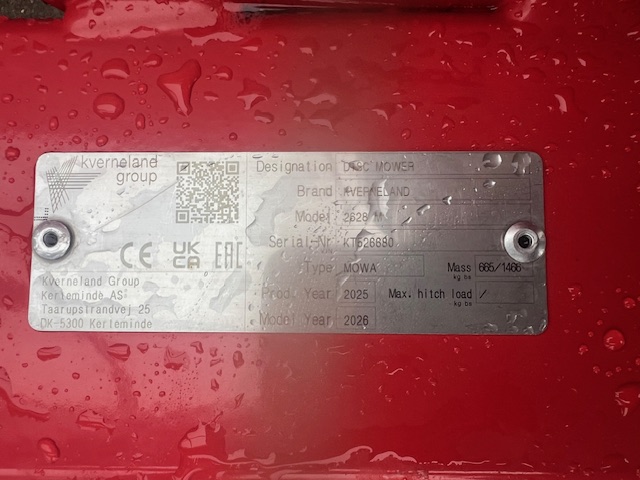 kverneland
group
CE UK CA EAC
Kverneland Group
Kerteminde AS
Taarupstrandvej 25
DK-5300 Kerteminde
Designation DISC MOWER
Brand KVERNELAND
Model 2628 M
Serial-Nr KT526690
Type MOWA Mass 665/1466
kg lbs
Prod. Year 2025 Max. hitch load /
kg lbs
Model Year 2026